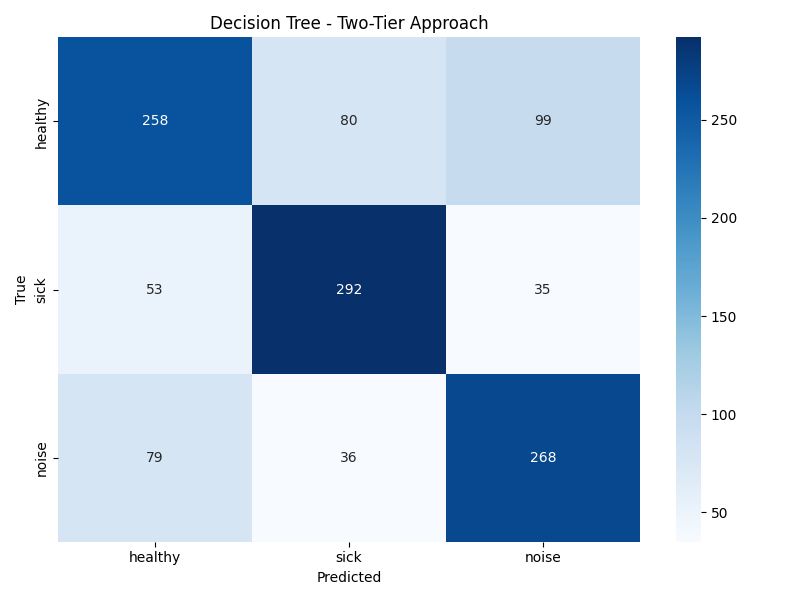 Decision Tree - Two-Tier Approach
healthy 258 80 99
sick 53 292 35
noise 79 36 268
True
healthy sick noise
Predicted
250
200
150
100
50